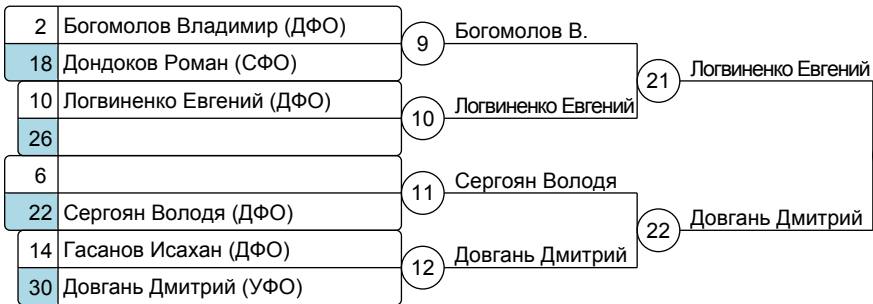 2 Богомолов Владимир (ДФО)
18 Дондоков Роман (СФО)
9
Богомолов В.
10 Логвиненко Евгений (ДФО)
26
10
Логвиненко Евгений
21
Логвиненко Евгений
6
22 Сергоян Володя (ДФО)
11
Сергоян Володя
14 Гасанов Исахан (ДФО)
30 Довгань Дмитрий (УФО)
12
Довгань Дмитрий
22
Довгань Дмитрий